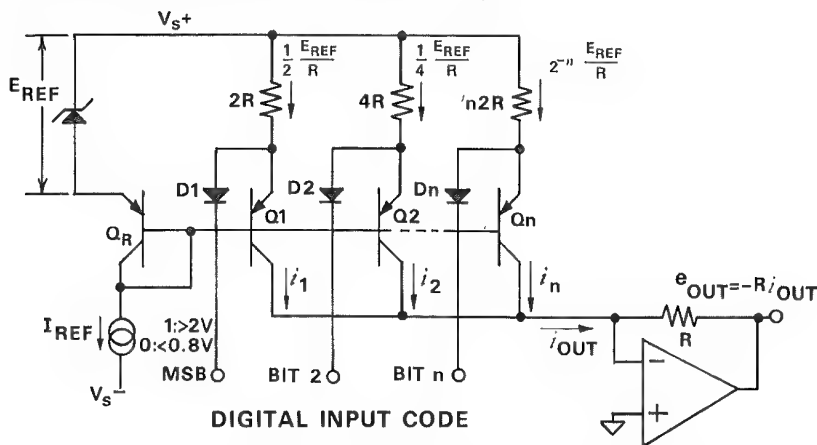 Vs+
EREF
1/2 EREF/R
1/4 EREF/R
2⁻ⁿ EREF/R
2R
4R
'n2R
D1
D2
Dn
QR
Q1
Q2
Qn
i1
i2
in
eOUT=-RiOUT
IREF
1:>2V
0:<0.8V
iOUT
R
Vs-
MSB
BIT 2
BIT n
-
+
DIGITAL INPUT CODE